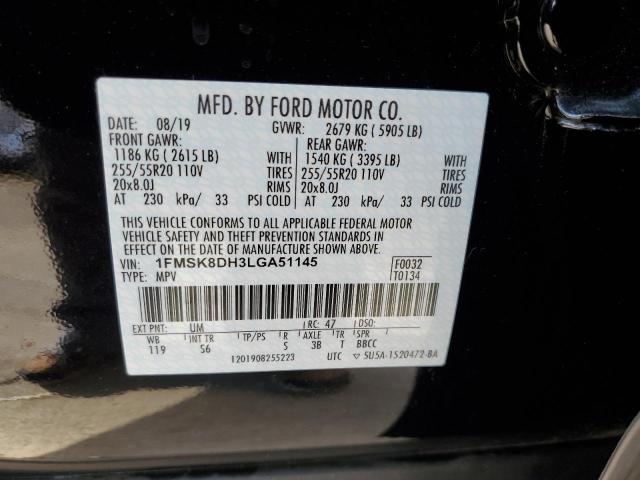 MFD. BY FORD MOTOR CO.
DATE: 08/19 GVWR: 2679 KG ( 5905 LB)
FRONT GAWR: REAR GAWR:
1186 KG ( 2615 LB) WITH 1540 KG ( 3395 LB) WITH
255/55R20 110V TIRES 255/55R20 110V TIRES
20x8.0J RIMS 20x8.0J RIMS
AT 230 kPa/ 33 PSI COLD AT 230 kPa/ 33 PSI COLD
THIS VEHICLE CONFORMS TO ALL APPLICABLE FEDERAL MOTOR
VEHICLE SAFETY AND THEFT PREVENTION STANDARDS IN EFFECT
ON THE DATE OF MANUFACTURE SHOWN ABOVE.
VIN: 1FMSK8DH3LGA51145 F0032
TYPE: MPV T0134
EXT PNT: UM RC: 47 DSO:
WB INT TR TP/PS R AXLE TR SPR
119 S6 S 3B T BBCC
1201908255223 UTC ▽ 5U5A-1520472-BA